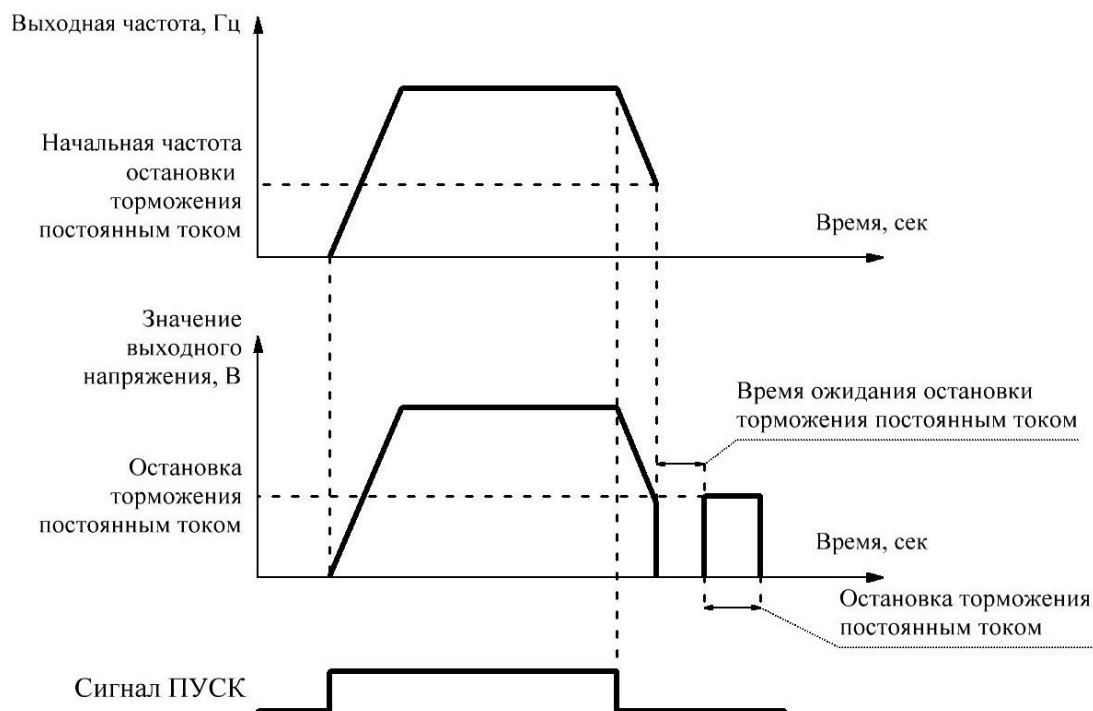 Выходная частота, Гц
Начальная частота
остановки
торможения
постоянным током
Время, сек
Значение
выходного
напряжения, В
Время ожидания остановки
торможения постоянным током
Остановка
торможения
постоянным током
Время, сек
Остановка торможения
постоянным током
Сигнал ПУСК